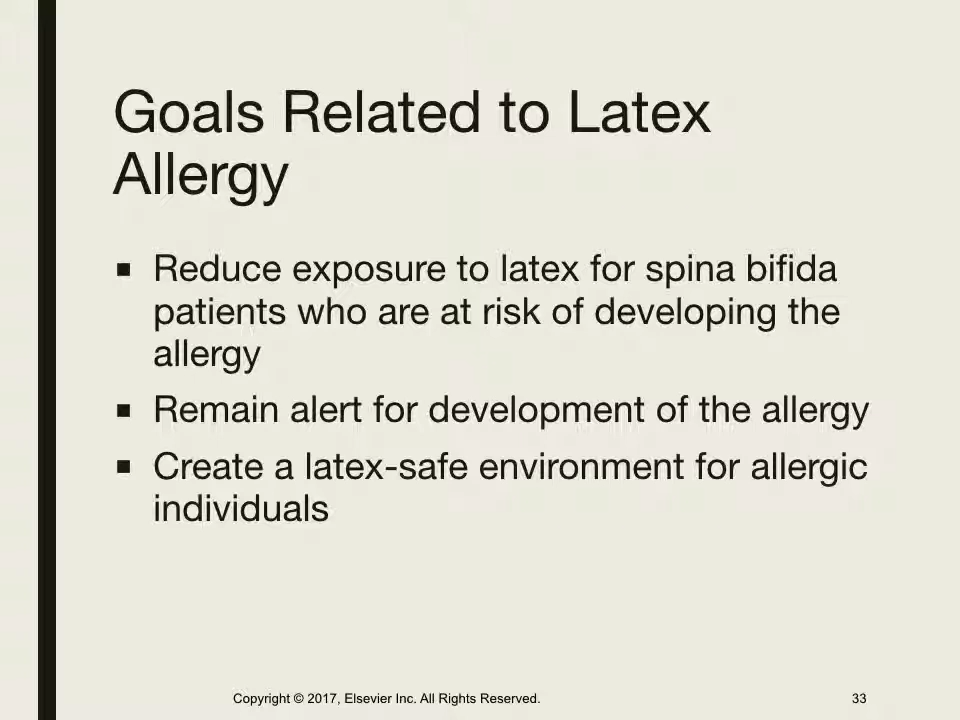 Goals Related to Latex
Allergy
▪ Reduce exposure to latex for spina bifida
patients who are at risk of developing the
allergy
▪ Remain alert for development of the allergy
▪ Create a latex-safe environment for allergic
individuals
Copyright © 2017, Elsevier Inc. All Rights Reserved.
33